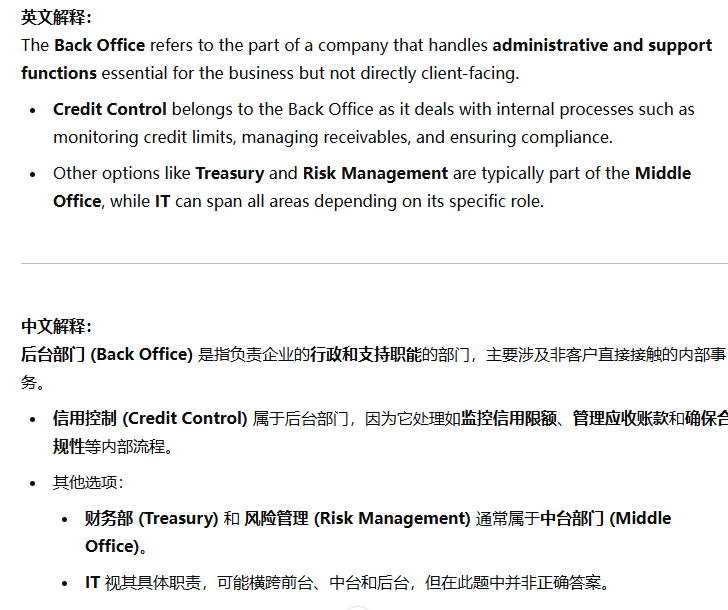 英文解释：
The Back Office refers to the part of a company that handles administrative and support
functions essential for the business but not directly client-facing.
• Credit Control belongs to the Back Office as it deals with internal processes such as
monitoring credit limits, managing receivables, and ensuring compliance.
• Other options like Treasury and Risk Management are typically part of the Middle
Office, while IT can span all areas depending on its specific role.
中文解释：
后台部门 (Back Office) 是指负责企业的行政和支持职能的部门，主要涉及非客户直接接触的内部事
务。
• 信用控制 (Credit Control) 属于后台部门，因为它处理如监控信用限额、管理应收账款和确保合
规性等内部流程。
• 其他选项：
• 财务部 (Treasury) 和 风险管理 (Risk Management) 通常属于中台部门 (Middle
Office)。
• IT 视其具体职责，可能横跨前台、中台和后台，但在此题中并非正确答案。